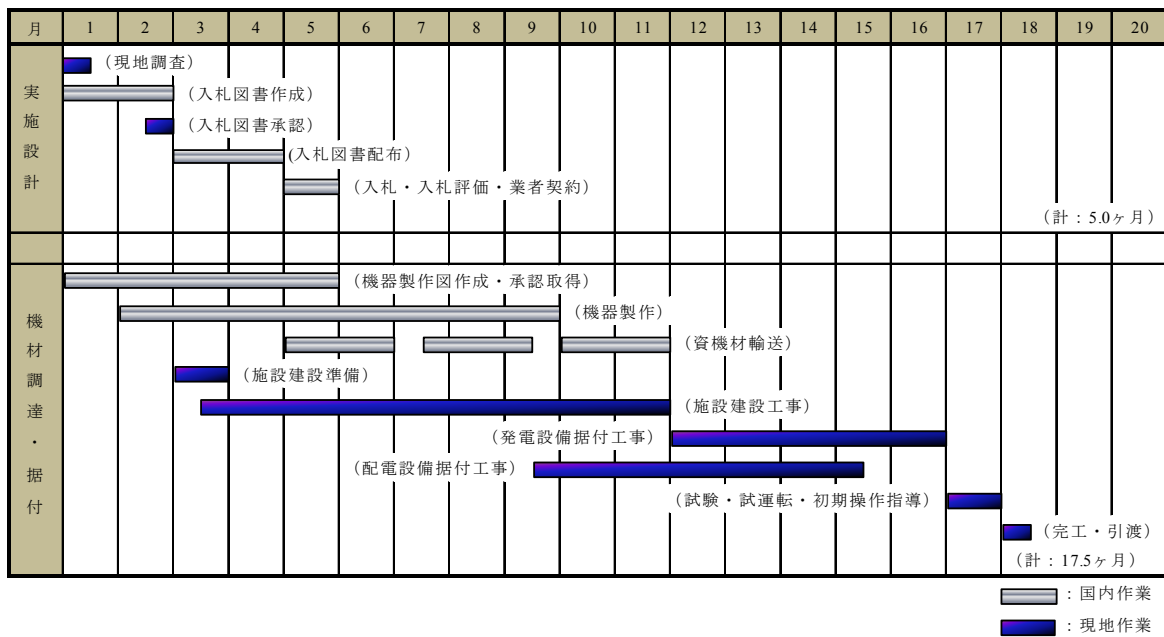 月 1 2 3 4 5 6 7 8 9 10 11 12 13 14 15 16 17 18 19 20
実施設計
（現地調査）
（入札図書作成）
（入札図書承認）
(入札図書配布）
（入札・入札評価・業者契約）
（計：5.0ヶ月）
機材調達・据付
（機器製作図作成・承認取得）
（機器製作）
（資機材輸送）
（施設建設準備）
（施設建設工事）
（発電設備据付工事）
（配電設備据付工事）
（試験・試運転・初期操作指導）
（完工・引渡）
（計：17.5ヶ月）
：国内作業
：現地作業